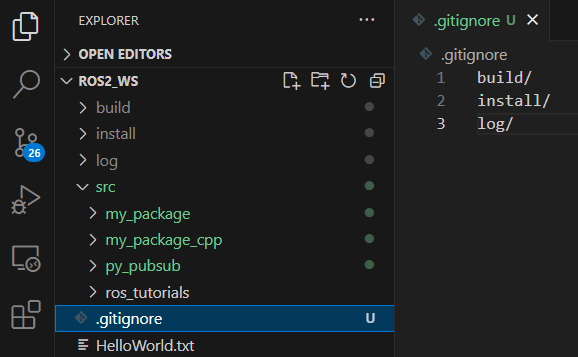 EXPLORER
OPEN EDITORS
ROS2_WS
build
install
log
src
my_package
my_package_cpp
py_pubsub
ros_tutorials
.gitignore U
HelloWorld.txt
26
.gitignore U
.gitignore
1 build/
2 install/
3 log/